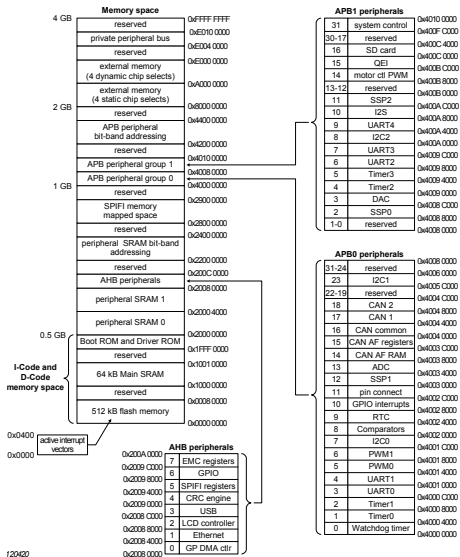 Memory space
4 GB
0xFFFF FFFF
reserved
0xE010 0000
private peripheral bus
0xE004 0000
reserved
0xE000 0000
external memory
(4 dynamic chip selects)
0xA000 0000
external memory
(4 static chip selects)
2 GB
0x8000 0000
reserved
0x4400 0000
APB peripheral
bit-band addressing
0x4200 0000
reserved
0x4010 0000
APB peripheral group 1
0x4008 0000
APB peripheral group 0
1 GB
0x4000 0000
reserved
0x2900 0000
SPIFI memory
mapped space
0x2800 0000
reserved
0x2400 0000
peripheral SRAM bit-band
addressing
0x2200 0000
reserved
0x200C 0000
AHB peripherals
0x2008 0000
peripheral SRAM 1
0x2000 4000
peripheral SRAM 0
0.5 GB
0x2000 0000
Boot ROM and Driver ROM
0x1FFF 0000
reserved
0x1001 0000
I-Code and
D-Code
memory space
64 kB Main SRAM
0x1000 0000
reserved
0x0008 0000
512 kB flash memory
0x0000 0000
0x0400
active interrupt
vectors
0x0000
AHB peripherals
0x200A 0000
7 EMC registers
0x2009 C000
6 GPIO
0x2009 8000
5 SPIFI registers
0x2009 4000
4 CRC engine
0x2009 0000
3 USB
0x2008 C000
2 LCD controller
0x2008 8000
1 Ethernet
0x2008 4000
0 GP DMA ctlr
0x2008 0000
APB1 peripherals
0x4010 0000
31 system control
0x400F C000
30-17 reserved
0x400C 4000
16 SD card
0x400C 0000
15 QEI
0x400B C000
14 motor ctl PWM
0x400B 8000
13-12 reserved
0x400B 0000
11 SSP2
0x400A C000
10 I2S
0x400A 8000
9 UART4
0x400A 4000
8 I2C2
0x400A 0000
7 UART3
0x4009 C000
6 UART2
0x4009 8000
5 Timer3
0x4009 4000
4 Timer2
0x4009 0000
3 DAC
0x4008 C000
2 SSP0
0x4008 8000
1-0 reserved
0x4008 0000
APB0 peripherals
0x4008 0000
31-24 reserved
0x4006 0000
23 I2C1
0x4005 C000
22-19 reserved
0x4004 C000
18 CAN 2
0x4004 8000
17 CAN 1
0x4004 4000
16 CAN common
0x4004 0000
15 CAN AF registers
0x4003 C000
14 CAN AF RAM
0x4003 8000
13 ADC
0x4003 4000
12 SSP1
0x4003 0000
11 pin connect
0x4002 C000
10 GPIO interrupts
0x4002 8000
9 RTC
0x4002 4000
8 Comparators
0x4002 0000
7 I2C0
0x4001 C000
6 PWM1
0x4001 8000
5 PWM0
0x4001 4000
4 UART1
0x4001 0000
3 UART0
0x4000 C000
2 Timer1
0x4000 8000
1 Timer0
0x4000 4000
0 Watchdog timer
0x4000 0000
120420